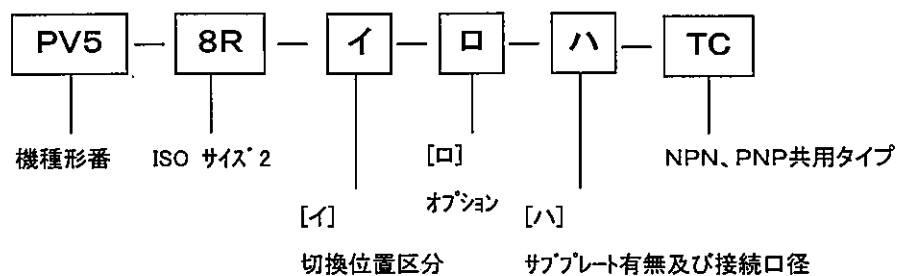 PV5 - 8R - イ - ロ - ハ - TC
機種形番 ISO サイズ2 [ロ] NPN、PNP共用タイプ
オプション
[イ] [ハ]
切換位置区分 サブプレート有無及び接続口径